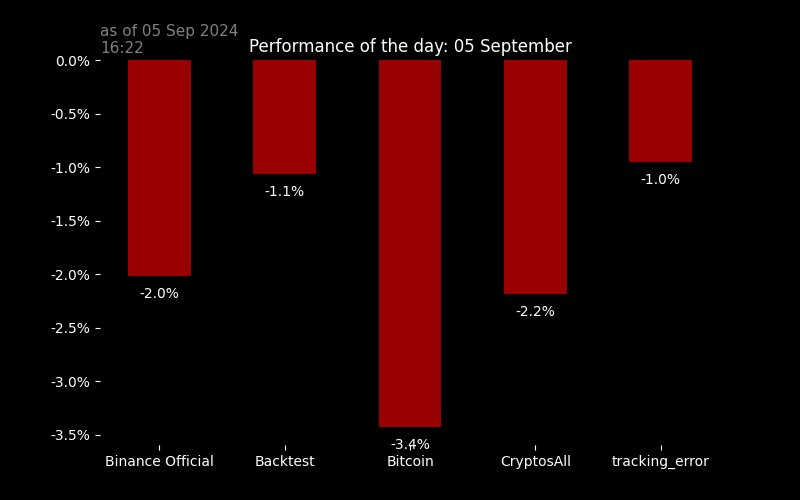 as of 05 Sep 2024
16:22
Performance of the day: 05 September
0.0%
-0.5%
-1.0%
-1.5%
-2.0%
-2.5%
-3.0%
-3.5%
-2.0%
-1.1%
-3.4%
-2.2%
-1.0%
Binance Official
Backtest
Bitcoin
CryptosAll
tracking_error